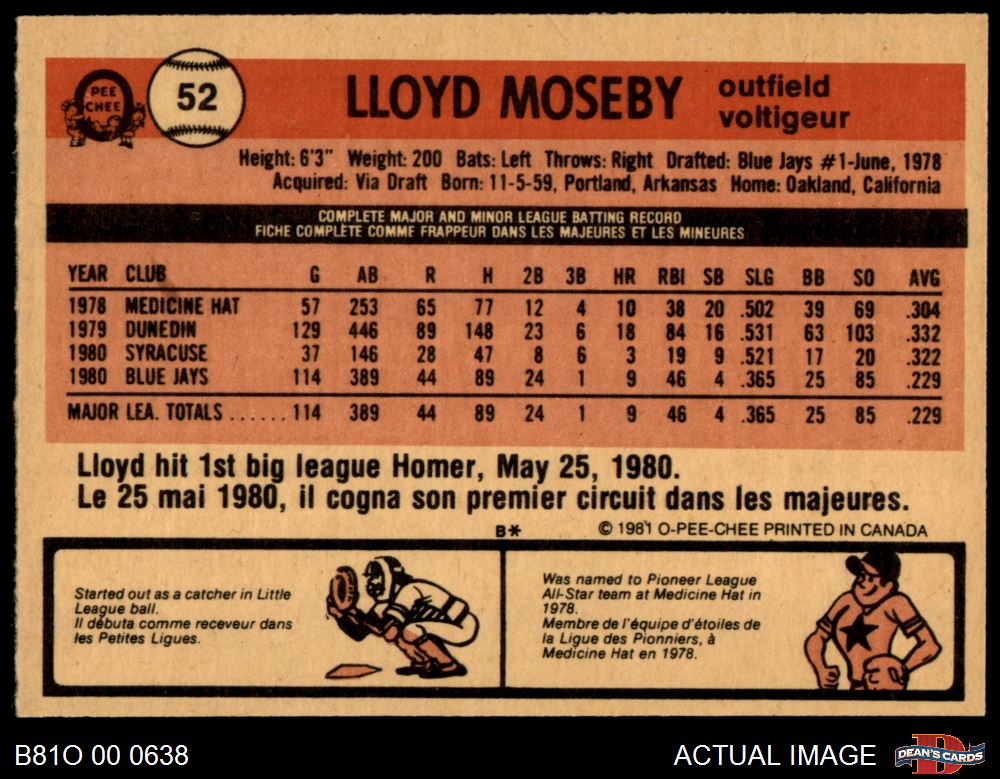 PEE
CHEE
52
LLOYD MOSEBY
outfield
voltigeur
Height: 6'3" Weight: 200 Bats: Left Throws: Right Drafted: Blue Jays #1-June, 1978
Acquired: Via Draft Born: 11-5-59, Portland, Arkansas Home: Oakland, California
COMPLETE MAJOR AND MINOR LEAGUE BATTING RECORD
FICHE COMPLÈTE COMME FRAPPEUR DANS LES MAJEURES ET LES MINEURES
YEAR CLUB G AB R H 2B 3B HR RBI SB SLG BB SO AVG
1978 MEDICINE HAT 57 253 65 77 12 4 10 38 20 .502 39 69 .304
1979 DUNEDIN 129 446 89 148 23 6 18 84 16 .531 63 103 .332
1980 SYRACUSE 37 146 28 47 8 6 3 19 9 .521 17 20 .322
1980 BLUE JAYS 114 389 44 89 24 1 9 46 4 .365 25 85 .229
MAJOR LEA. TOTALS ...... 114 389 44 89 24 1 9 46 4 .365 25 85 .229
Lloyd hit 1st big league Homer, May 25, 1980.
Le 25 mai 1980, il cogna son premier circuit dans les majeures.
B* © 1981 O-PEE-CHEE PRINTED IN CANADA
Started out as a catcher in Little
League ball.
Il débuta comme receveur dans
les Petites Ligues.
Was named to Pioneer League
All-Star team at Medicine Hat in
1978.
Membre de l'équipe d'étoiles de
la Ligue des Pionniers, à
Medicine Hat en 1978.
B81O 00 0638
ACTUAL IMAGE
DEAN'S CARDS